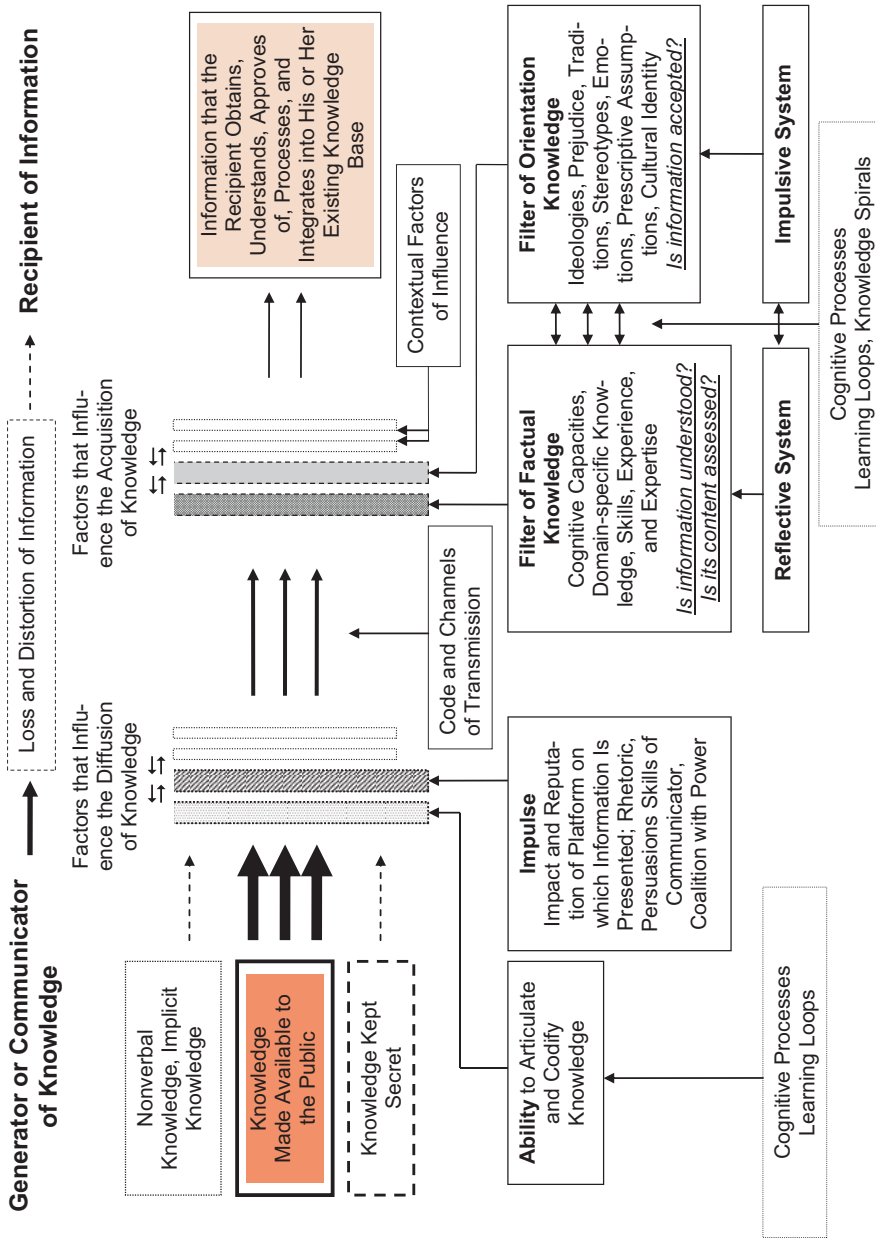 Generator or Communicator
of Knowledge
Loss and Distortion of Information
Recipient of Information
Factors that Influ-
ence the Diffusion
of Knowledge
Factors that Influ-
ence the Acquisition
of Knowledge
Nonverbal
Knowledge, Implicit
Knowledge
Knowledge
Made Available to
the Public
Knowledge Kept
Secret
Information that the
Recipient Obtains,
Understands, Approves
of, Processes, and
Integrates into His or Her
Existing Knowledge
Base
Code and Channels
of Transmission
Contextual Factors
of Influence
Ability to Articulate
and Codify
Knowledge
Impulse
Impact and Reputa-
tion of Platform on
which Information Is
Presented; Rhetoric,
Persuasions Skills of
Communicator,
Coalition with Power
Filter of Factual
Knowledge
Cognitive Capacities,
Domain-specific Know-
ledge, Skills, Experience,
and Expertise
Is information understood?
Is its content assessed?
Filter of Orientation
Knowledge
Ideologies, Prejudice, Tradi-
tions, Stereotypes, Emo-
tions, Prescriptive Assump-
tions, Cultural Identity
Is information accepted?
Reflective System
Impulsive System
Cognitive Processes
Learning Loops
Cognitive Processes
Learning Loops, Knowledge Spirals